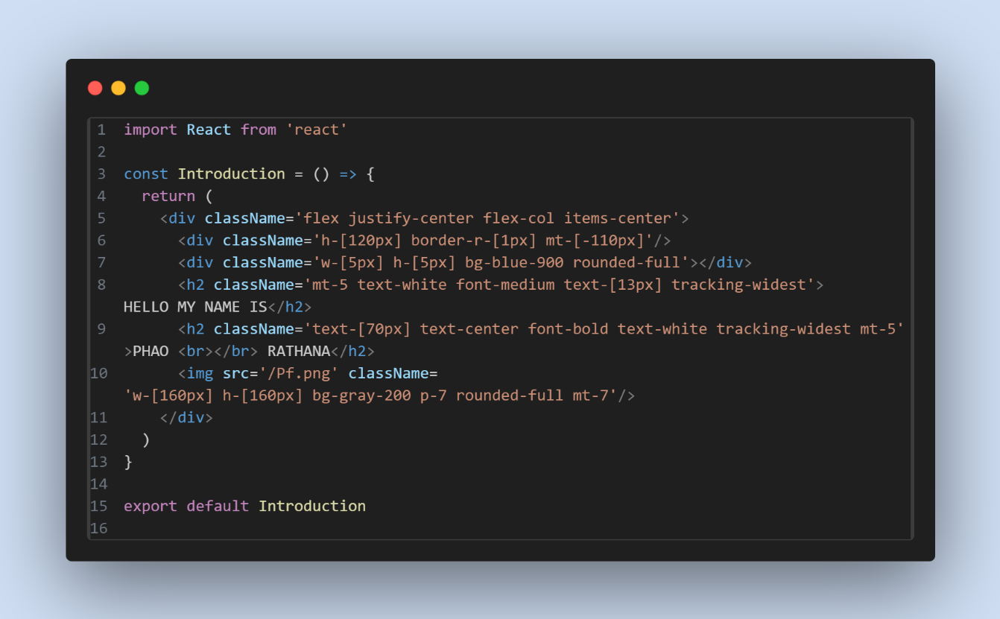 1 import React from 'react'
2
3 const Introduction = () => {
4   return (
5     <div className='flex justify-center flex-col items-center'>
6       <div className='h-[120px] border-r-[1px] mt-[-110px]'/>
7       <div className='w-[5px] h-[5px] bg-blue-900 rounded-full'></div>
8       <h2 className='mt-5 text-white font-medium text-[13px] tracking-widest'>
HELLO MY NAME IS</h2>
9       <h2 className='text-[70px] text-center font-bold text-white tracking-widest mt-5'
>PHAO <br></br> RATHANA</h2>
10       <img src='/Pf.png' className=
'w-[160px] h-[160px] bg-gray-200 p-7 rounded-full mt-7'/>
11     </div>
12   )
13 }
14
15 export default Introduction
16